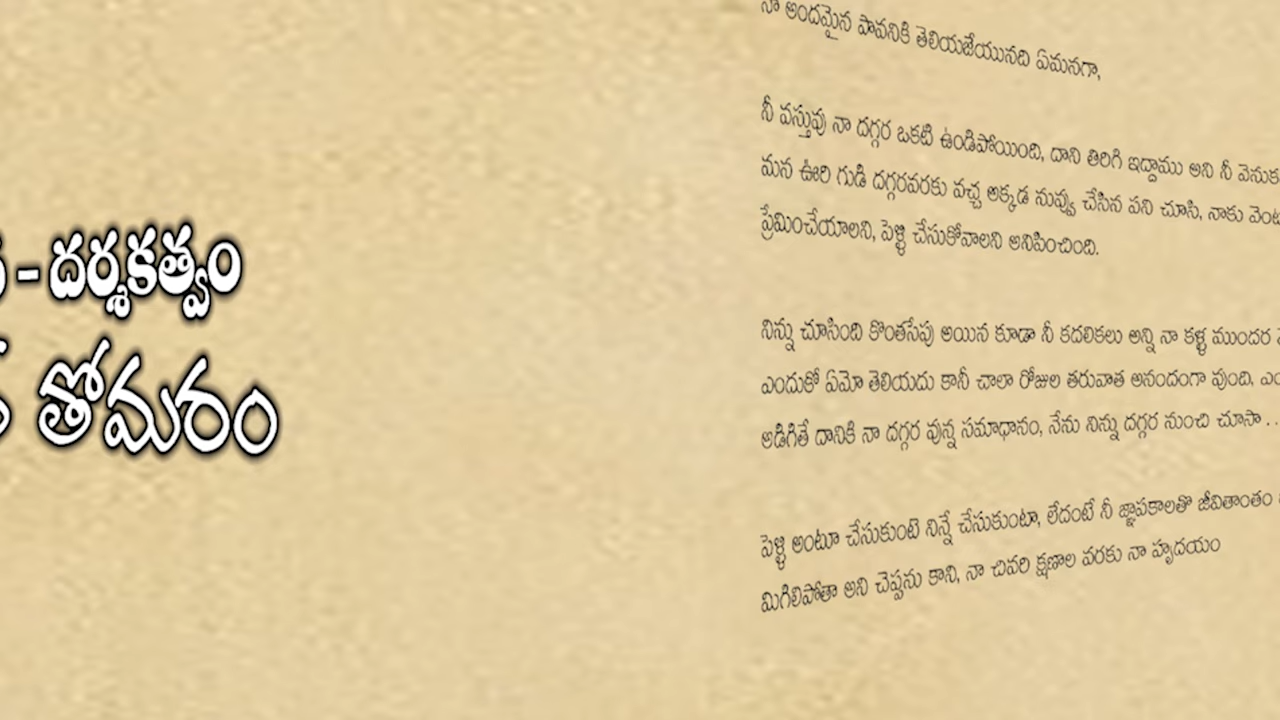 – దర్శకత్వం
తోమరం
నా అందమైన పావనికి తెలియజేయునది ఏమనగా,
నీ వస్తువు నా దగ్గర ఒకటి ఉండిపోయింది, దాని తిరిగి ఇద్దాము అని నీ వెనుక
మన ఊరి గుడి దగ్గరవరకు వచ్చ అక్కడ నువ్వు చేసిన పని చూసి, నాకు
ప్రేమించేయాలని, పెళ్ళి చేసుకోవాలని అనిపించింది.
నిన్ను చూసింది కొంతసేపు అయిన కూడా నీ కదలికలు అన్ని నా కళ్ళ ముందర
ఎందుకో ఏమో తెలియదు కానీ చాలా రోజుల తరువాత అనందంగా వుంది,
అడిగితే దానికి నా దగ్గర వున్న సమాధానం, నేను నిన్ను దగ్గర నుంచి చూసా . .
పెళ్ళి అంటూ చేసుకుంటె నిన్నే చేసుకుంటా, లేదంటే నీ జ్ఞాపకాలతొ జీవితాంతం
మిగిలిపోతా అని చెప్పను కాని, నా చివరి క్షణాల వరకు నా హృదయం